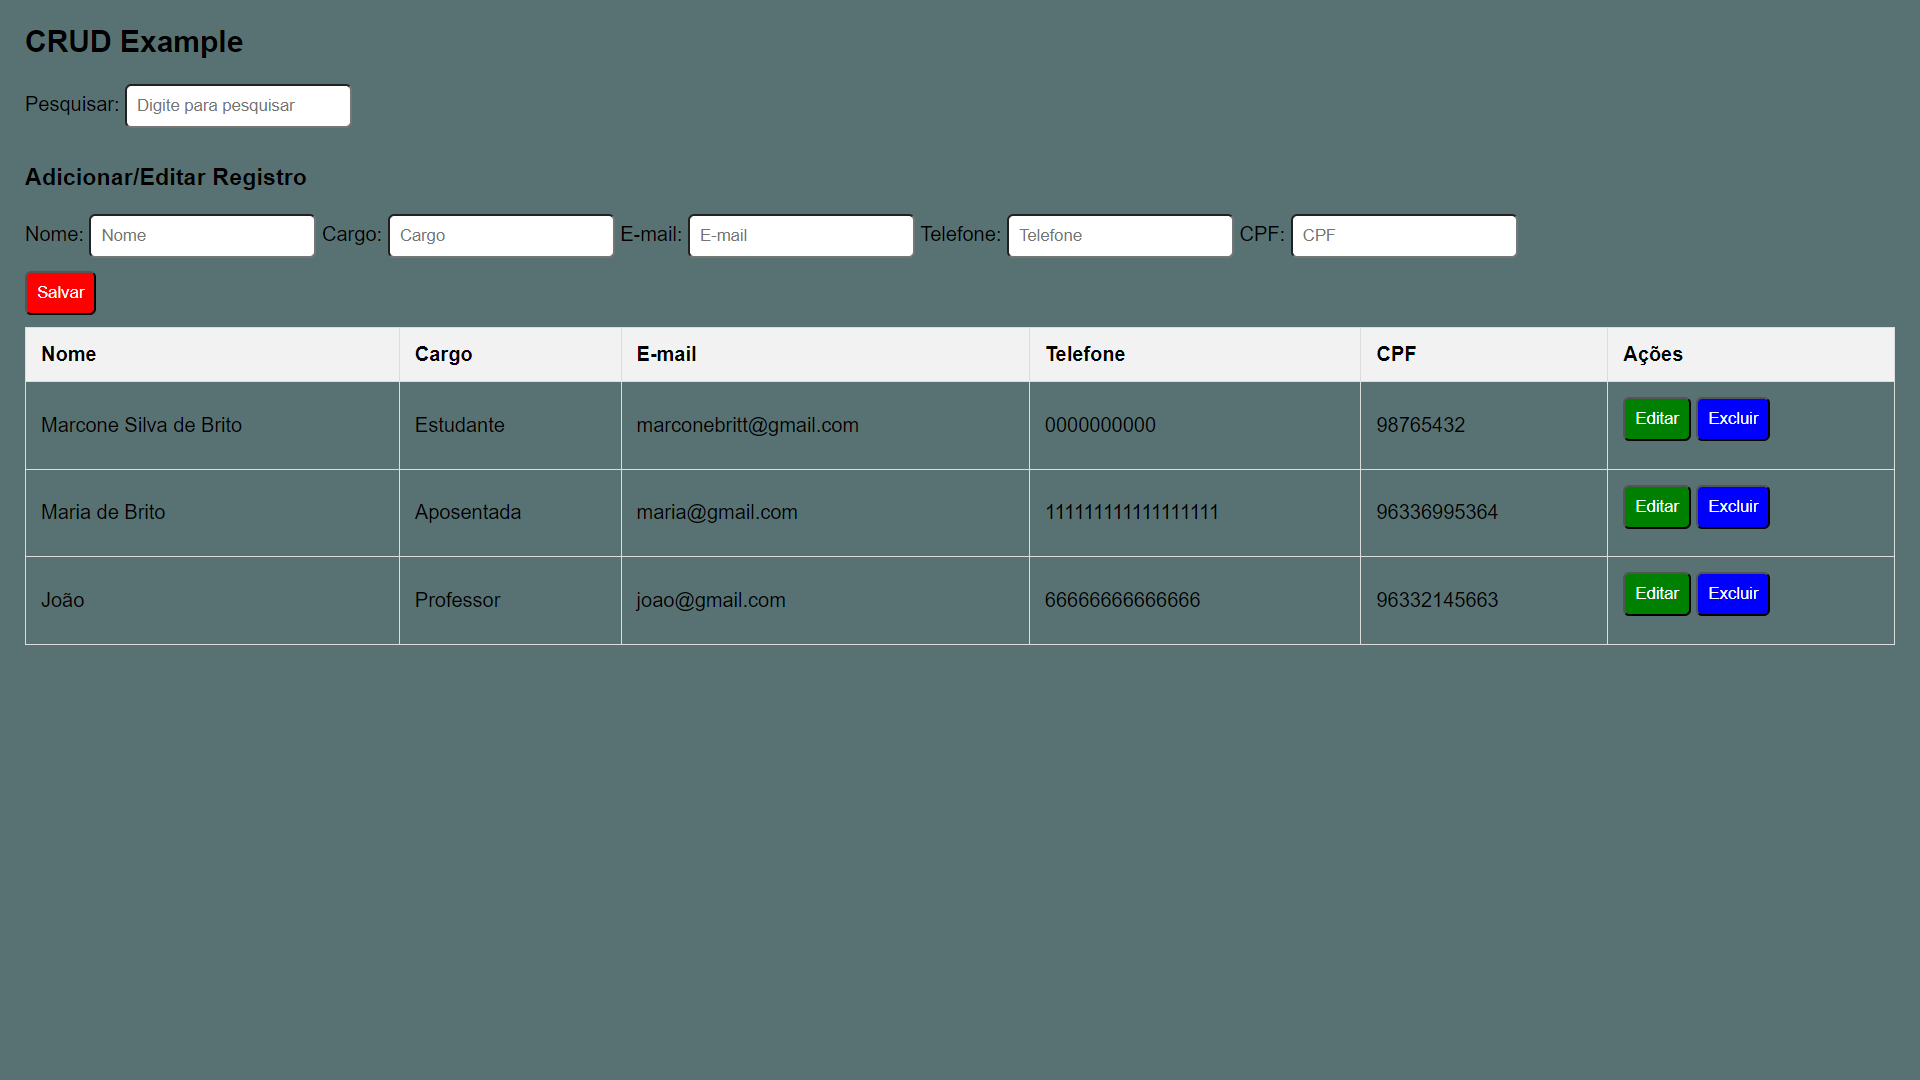 CRUD Example
Pesquisar: Digite para pesquisar
Adicionar/Editar Registro
Nome: Nome Cargo: Cargo E-mail: E-mail Telefone: Telefone CPF: CPF
Salvar
Nome Cargo E-mail Telefone CPF Ações
Marcone Silva de Brito Estudante marconebritt@gmail.com 0000000000 98765432 Editar Excluir
Maria de Brito Aposentada maria@gmail.com 111111111111111111 96336995364 Editar Excluir
João Professor joao@gmail.com 66666666666666 96332145663 Editar Excluir